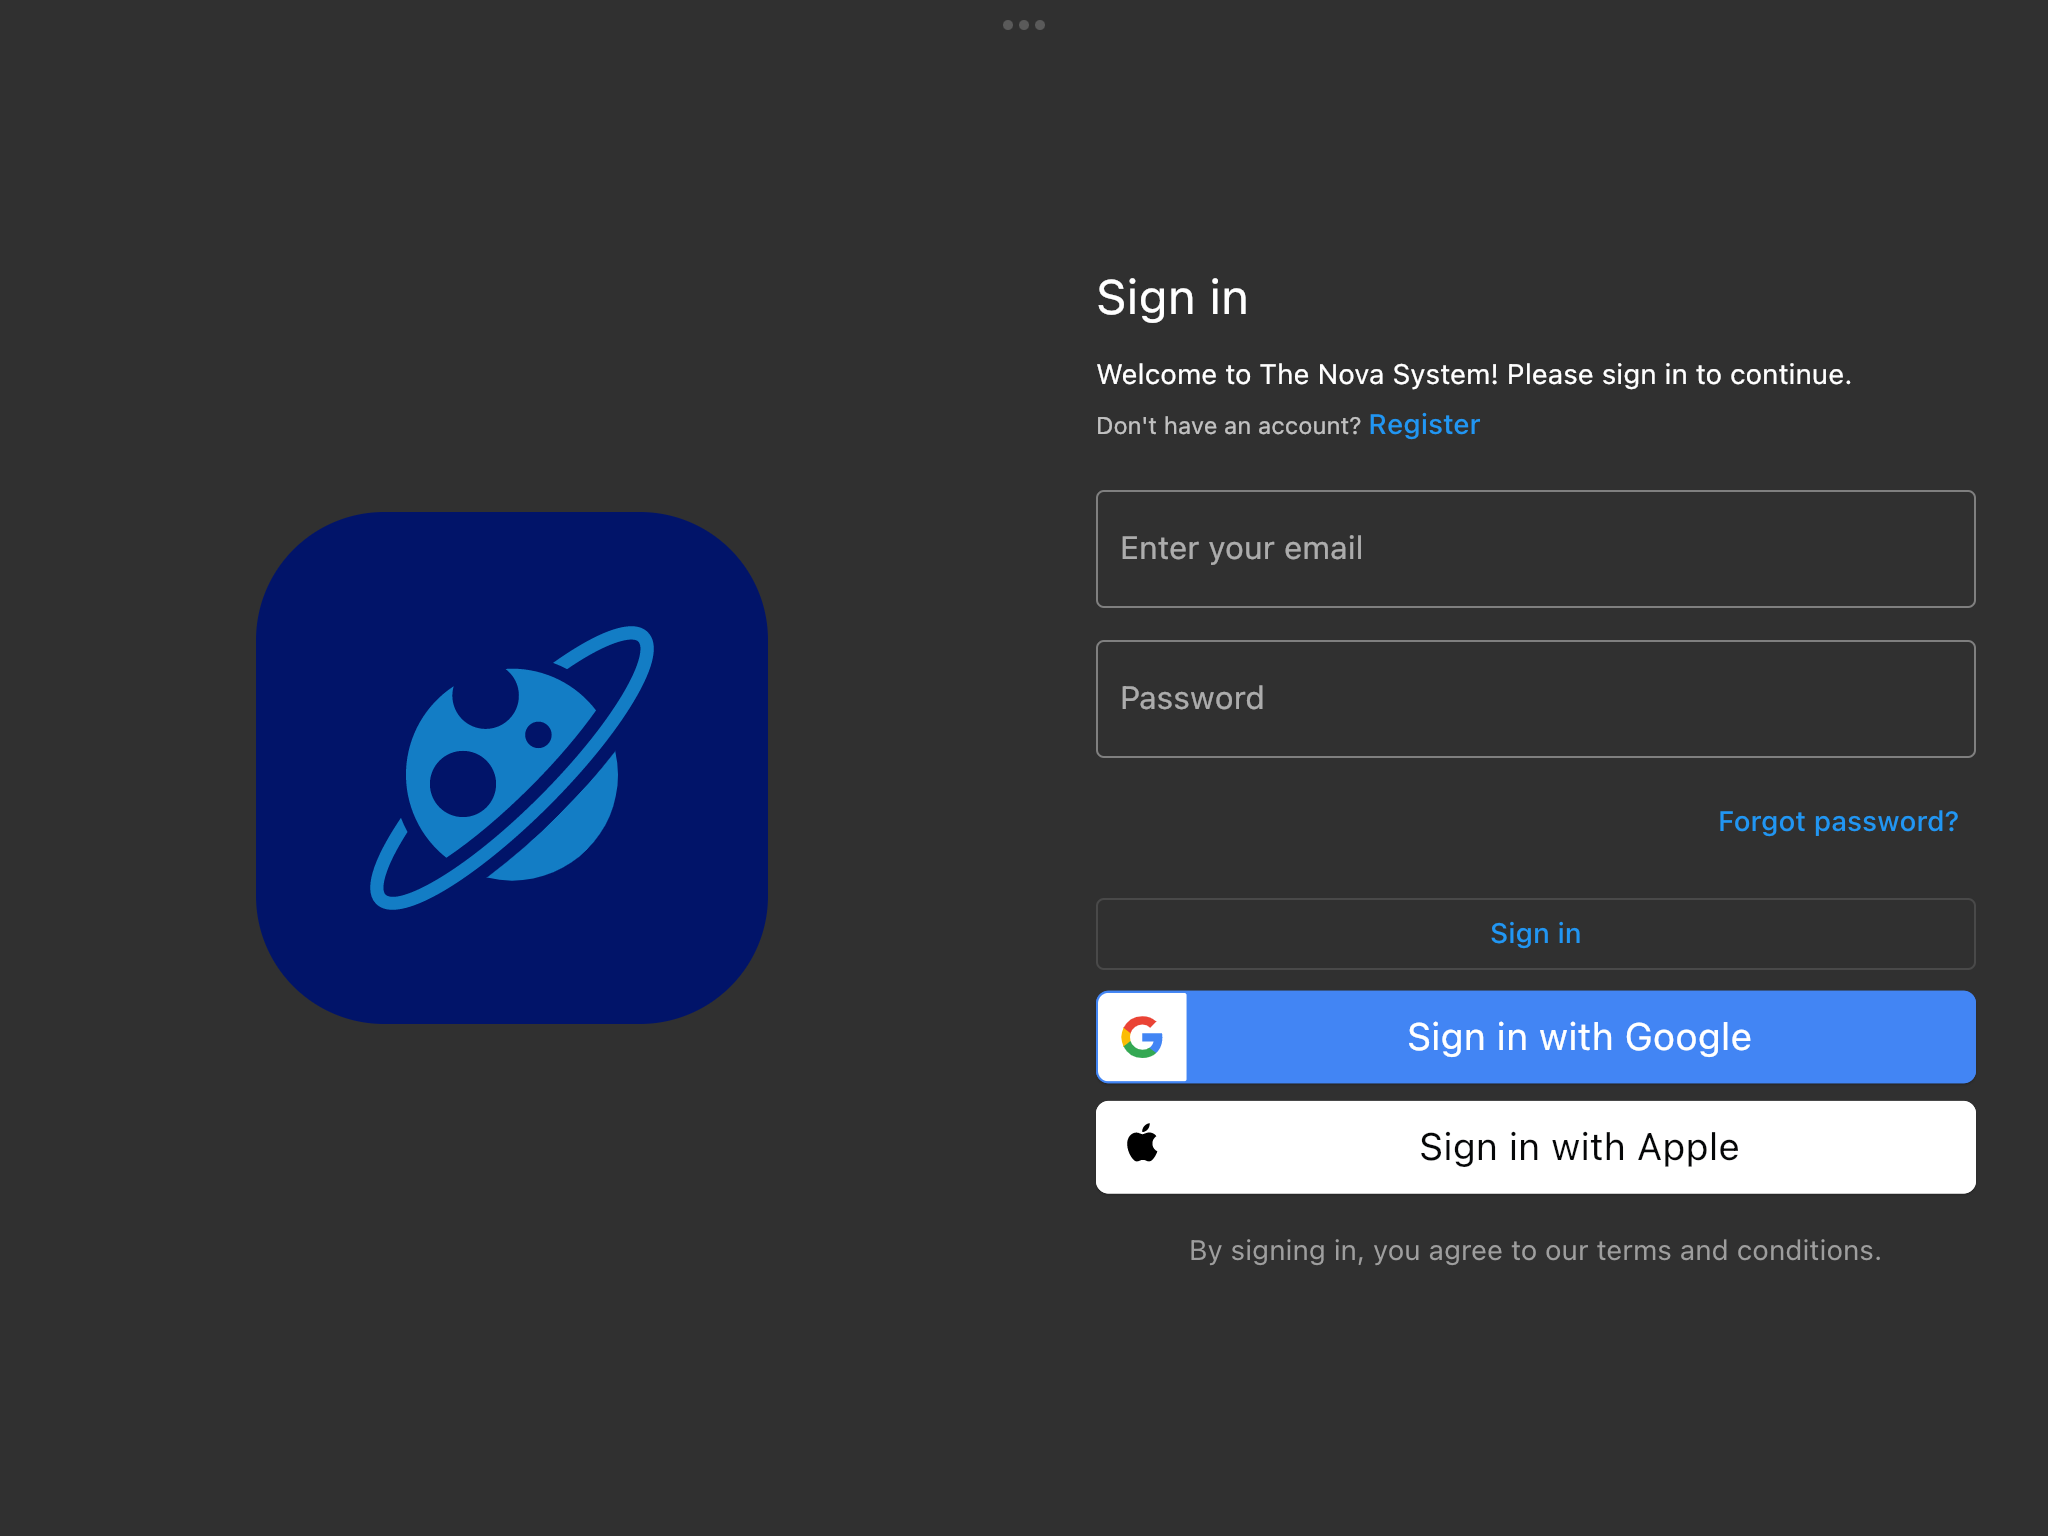 Sign in
Welcome to The Nova System! Please sign in to continue.
Don't have an account? Register
Enter your email
Password
Forgot password?
Sign in
Sign in with Google
Sign in with Apple
By signing in, you agree to our terms and conditions.